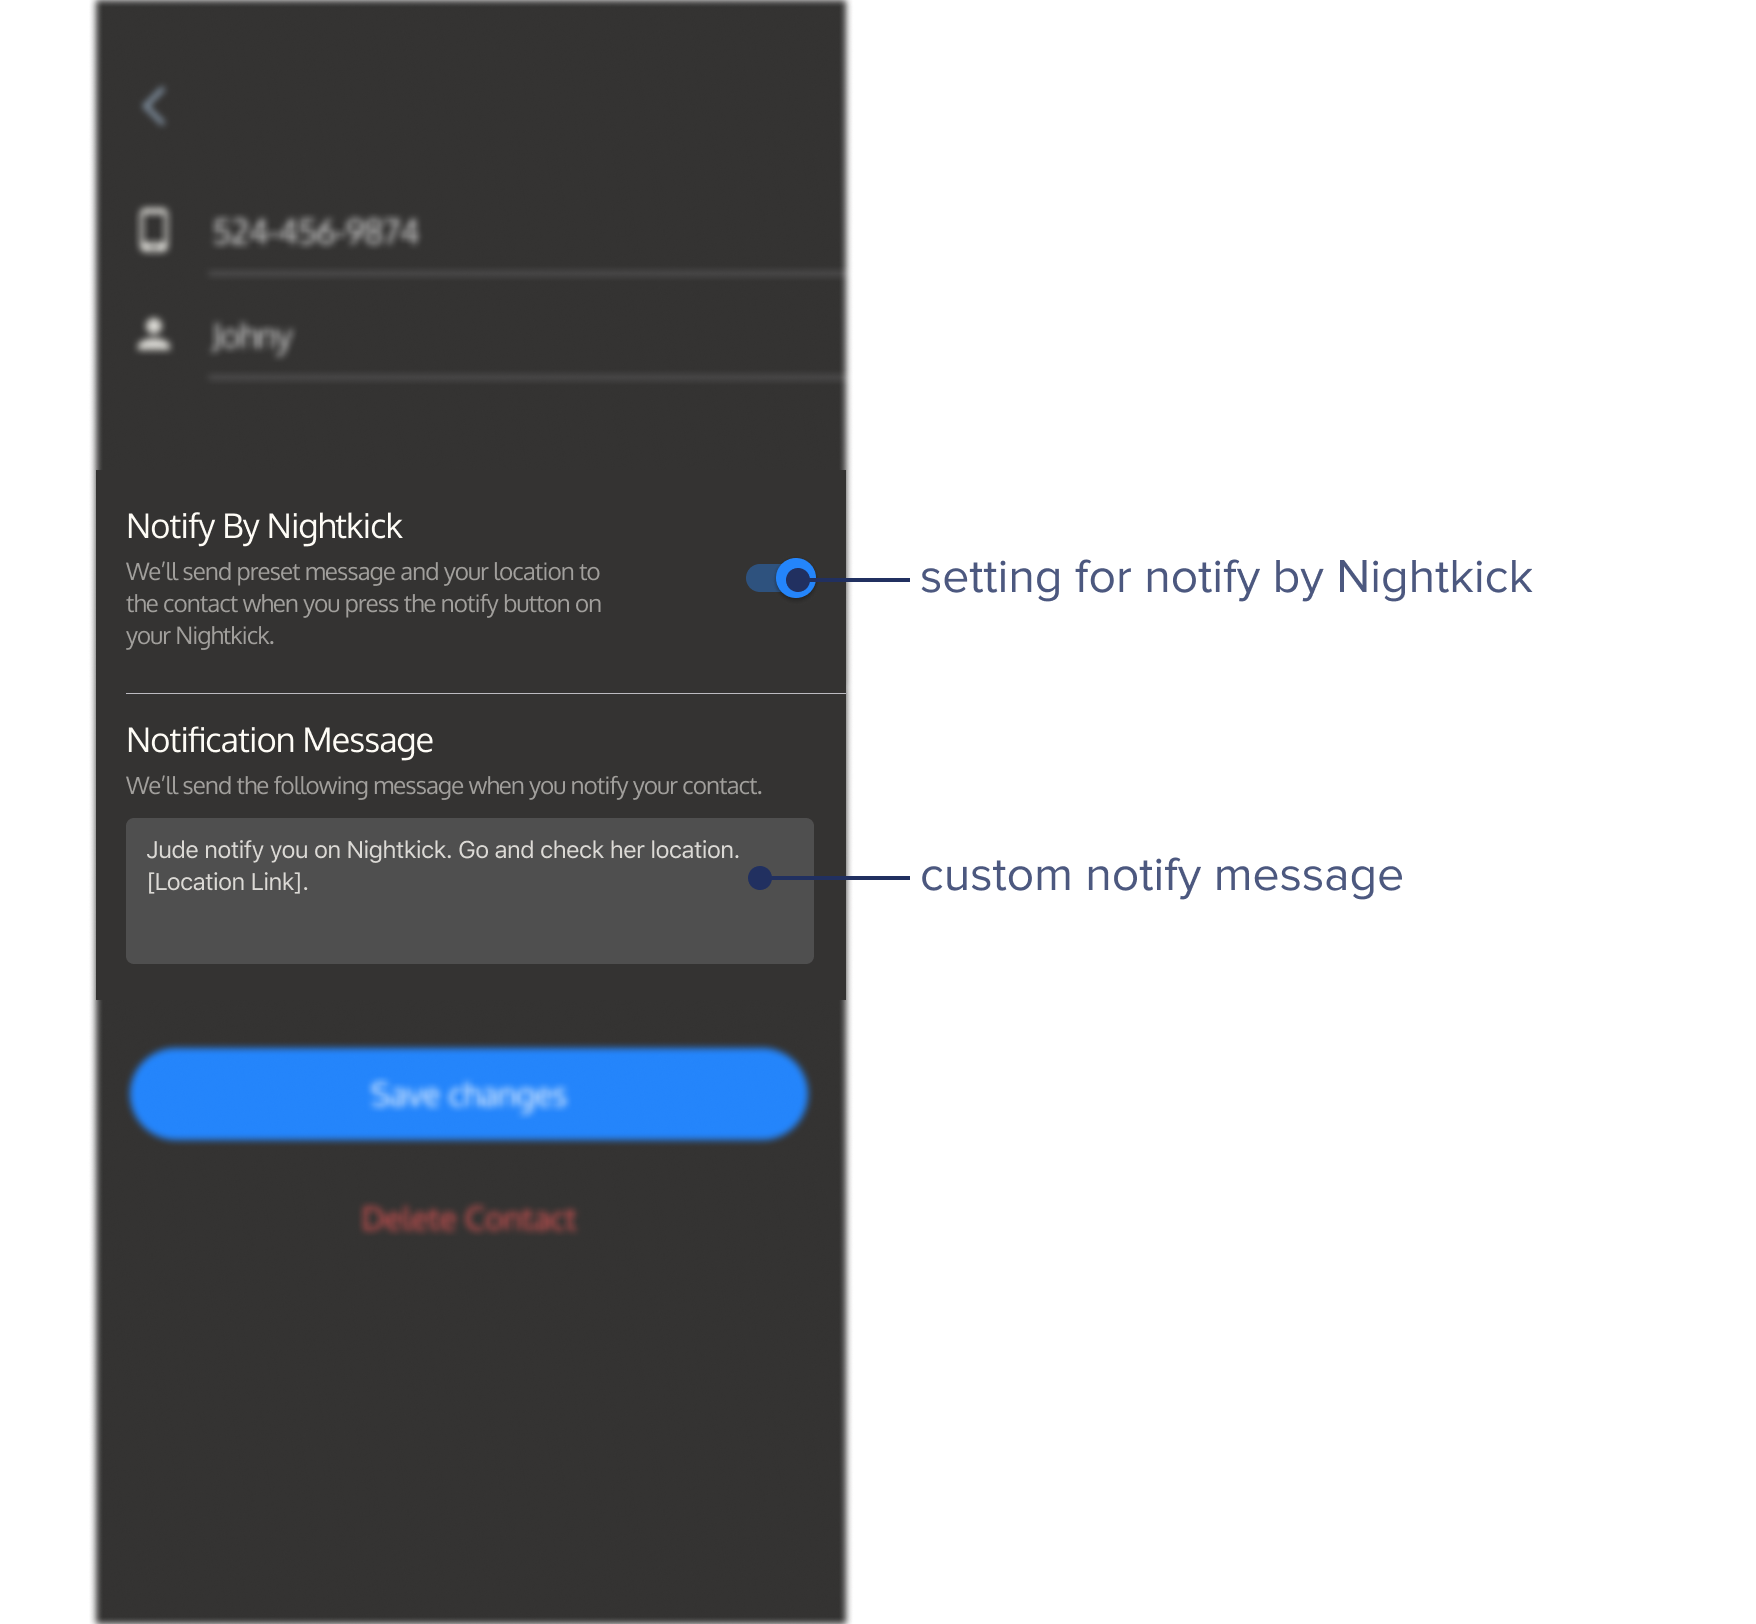 524-456-9874
Johny
Notify By Nightkick
We'll send preset message and your location to
the contact when you press the notify button on
your Nightkick.
setting for notify by Nightkick
Notification Message
We'll send the following message when you notify your contact.
Jude notify you on Nightkick. Go and check her location.
[Location Link].
custom notify message
Save changes
Delete Contact